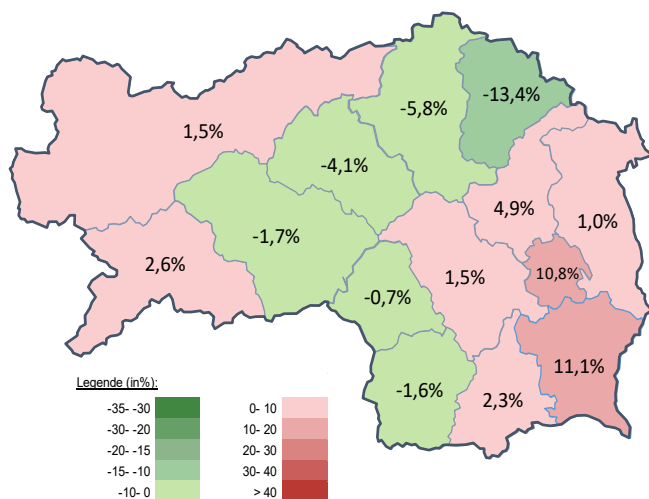 -13,4%
-5,8%
1,5%
-4,1%
4,9%
1,0%
-1,7%
2,6%
10,8%
1,5%
-0,7%
11,1%
-1,6%
2,3%
Legende (in%):
-35- -30 0- 10
-30- -20 10- 20
-20- -15 20- 30
-15- -10 30- 40
-10- 0 > 40